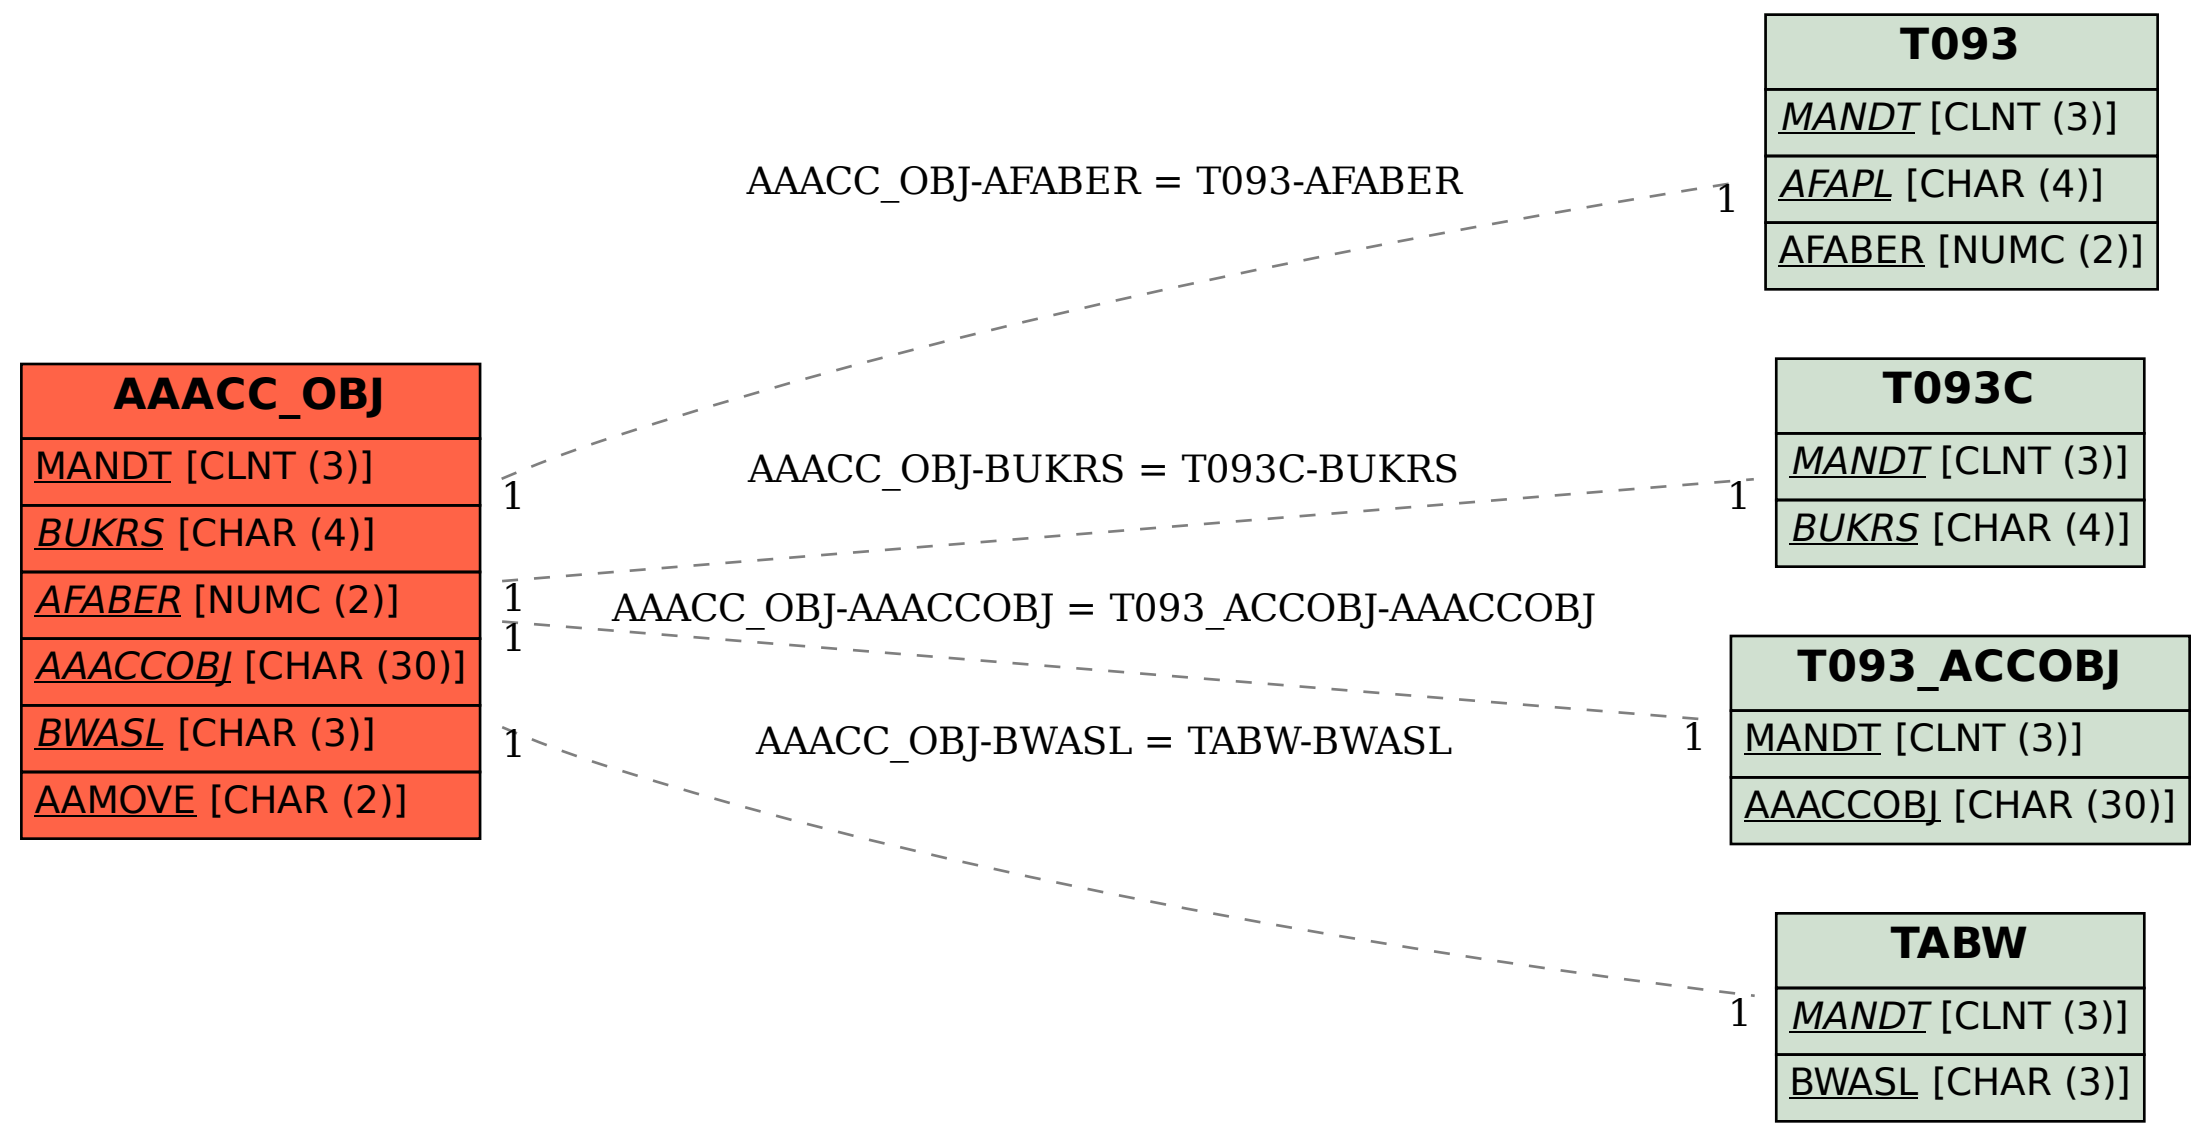 AAACC_OBJ
MANDT [CLNT (3)]
BUKRS [CHAR (4)]
AFABER [NUMC (2)]
AAACCOBJ [CHAR (30)]
BWASL [CHAR (3)]
AAMOVE [CHAR (2)]
AAACC_OBJ-AFABER = T093-AFABER
1
1
AAACC_OBJ-BUKRS = T093C-BUKRS
1
1
AAACC_OBJ-AAACCOBJ = T093_ACCOBJ-AAACCOBJ
1
1
AAACC_OBJ-BWASL = TABW-BWASL
1
1
T093
MANDT [CLNT (3)]
AFAPL [CHAR (4)]
AFABER [NUMC (2)]
T093C
MANDT [CLNT (3)]
BUKRS [CHAR (4)]
T093_ACCOBJ
MANDT [CLNT (3)]
AAACCOBJ [CHAR (30)]
TABW
MANDT [CLNT (3)]
BWASL [CHAR (3)]